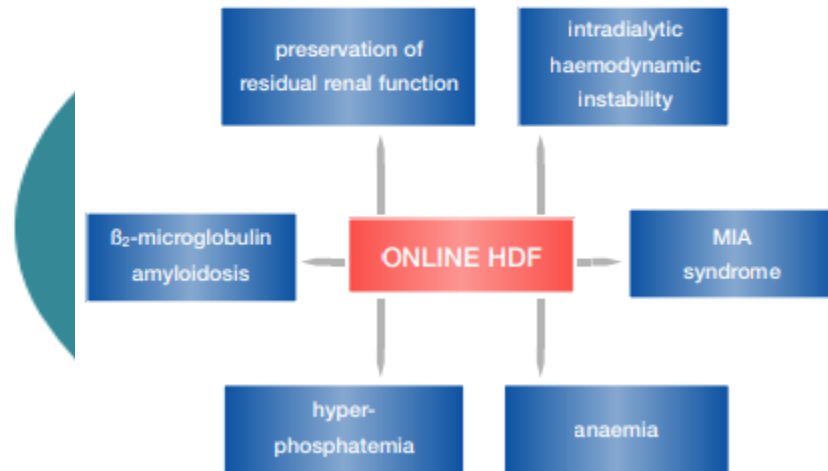 preservation of
residual renal function
intradialytic
haemodynamic
instability
ß₂-microglobulin
amyloidosis
ONLINE HDF
MIA
syndrome
hyper-
phosphatemia
anaemia